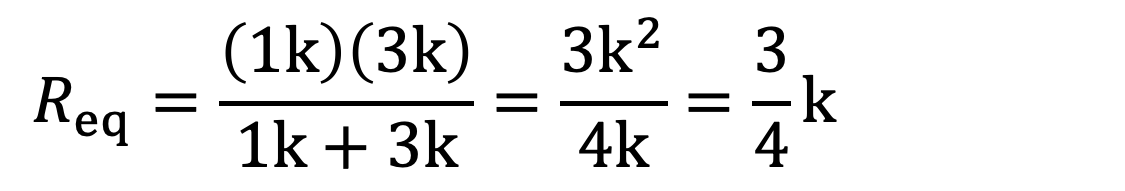 R_eq = (1k)(3k) / 1k + 3k = 3k² / 4k = 3/4 k